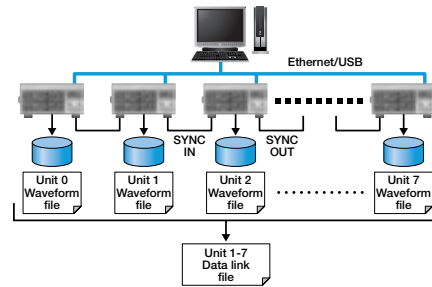 Ethernet/USB
SYNC
IN
SYNC
OUT
Unit 0
Waveform
file
Unit 1
Waveform
file
Unit 2
Waveform
file
Unit 7
Waveform
file
Unit 1-7
Data link
file